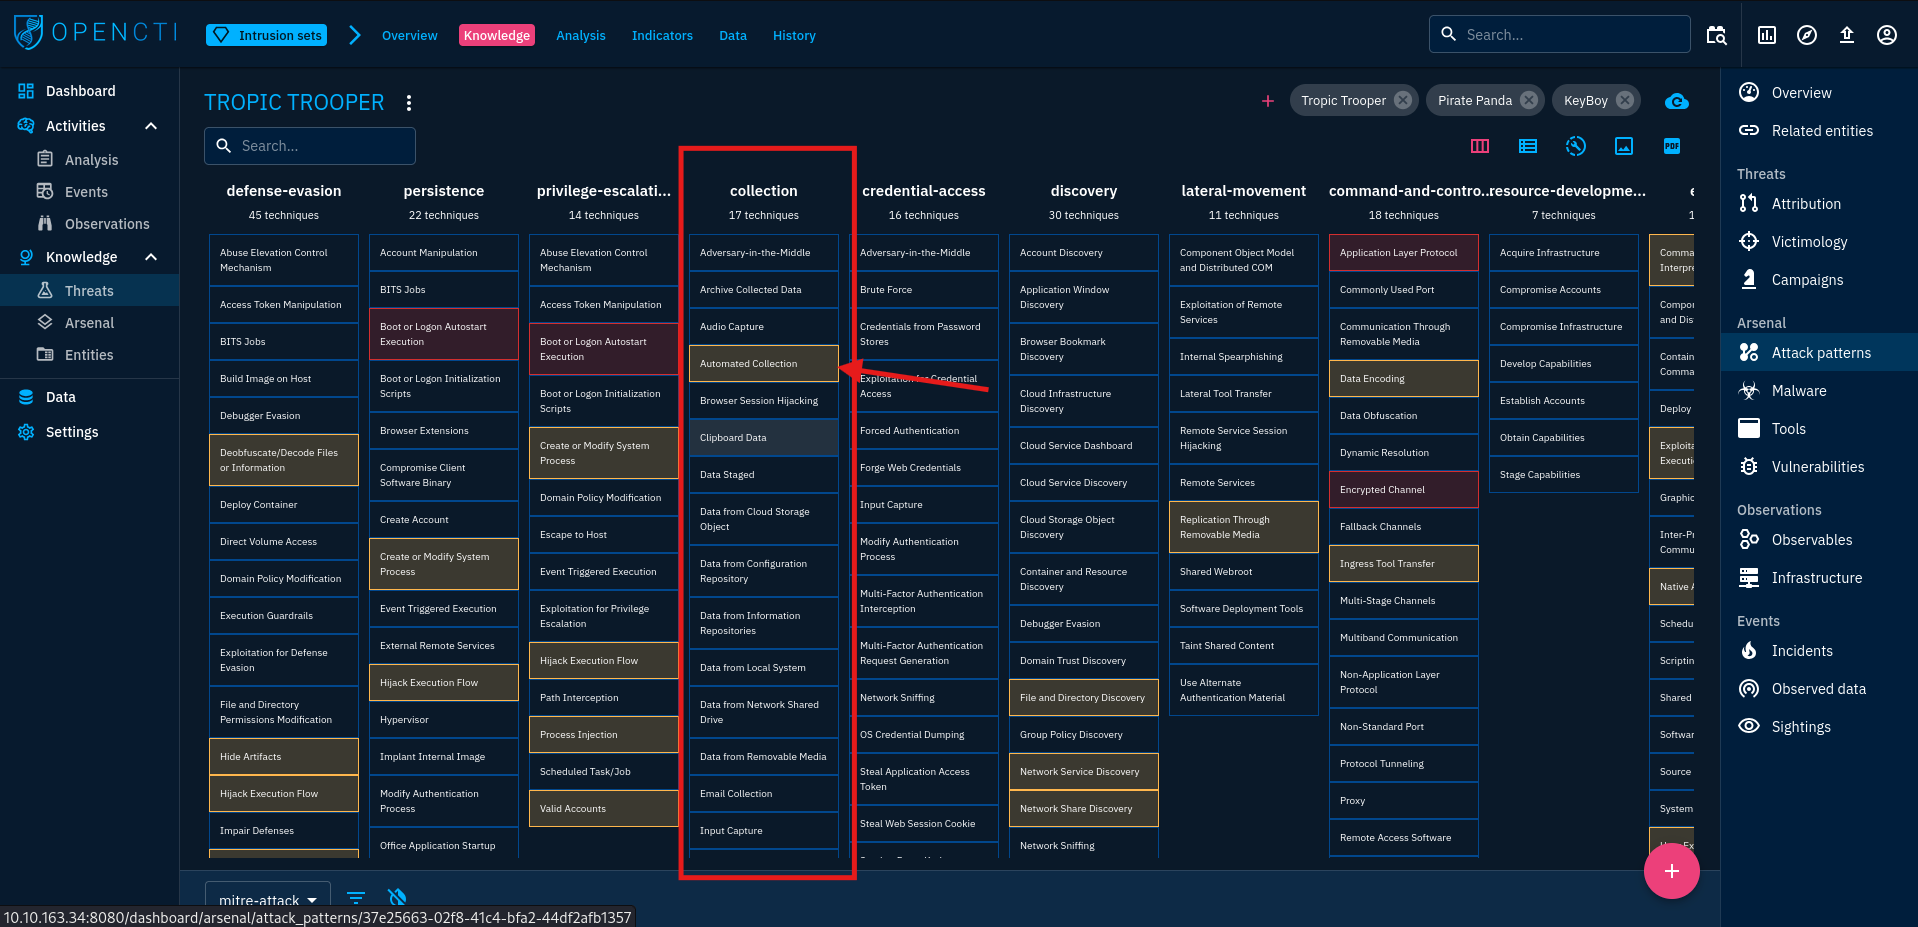 OPENCTI
Intrusion sets
Overview
Knowledge
Analysis
Indicators
Data
History
Search...
Dashboard
Activities
Analysis
Events
Observations
Knowledge
Threats
Arsenal
Entities
Data
Settings
TROPIC TROOPER
Tropic Trooper
Pirate Panda
KeyBoy
Search...
PDF
defense-evasion
45 techniques
Abuse Elevation Control
Mechanism
Access Token Manipulation
BITS Jobs
Build Image on Host
Debugger Evasion
Deobfuscate/Decode Files
or Information
Deploy Container
Direct Volume Access
Domain Policy Modification
Execution Guardrails
Exploitation for Defense
Evasion
File and Directory
Permissions Modification
Hide Artifacts
Hijack Execution Flow
Impair Defenses
persistence
22 techniques
Account Manipulation
BITS Jobs
Boot or Logon Autostart
Execution
Boot or Logon Initialization
Scripts
Browser Extensions
Compromise Client
Software Binary
Create Account
Create or Modify System
Process
Event Triggered Execution
External Remote Services
Hijack Execution Flow
Hypervisor
Implant Internal Image
Modify Authentication
Process
Office Application Startup
privilege-escalati...
14 techniques
Abuse Elevation Control
Mechanism
Access Token Manipulation
Boot or Logon Autostart
Execution
Boot or Logon Initialization
Scripts
Create or Modify System
Process
Domain Policy Modification
Escape to Host
Event Triggered Execution
Exploitation for Privilege
Escalation
Hijack Execution Flow
Path Interception
Process Injection
Scheduled Task/Job
Valid Accounts
collection
17 techniques
Adversary-in-the-Middle
Archive Collected Data
Audio Capture
Automated Collection
Browser Session Hijacking
Clipboard Data
Data Staged
Data from Cloud Storage
Object
Data from Configuration
Repository
Data from Information
Repositories
Data from Local System
Data from Network Shared
Drive
Data from Removable Media
Email Collection
Input Capture
credential-access
16 techniques
Adversary-in-the-Middle
Brute Force
Credentials from Password
Stores
Exploitation for Credential
Access
Forced Authentication
Forge Web Credentials
Input Capture
Modify Authentication
Process
Multi-Factor Authentication
Interception
Multi-Factor Authentication
Request Generation
Network Sniffing
OS Credential Dumping
Steal Application Access
Token
Steal Web Session Cookie
discovery
30 techniques
Account Discovery
Application Window
Discovery
Browser Bookmark
Discovery
Cloud Infrastructure
Discovery
Cloud Service Dashboard
Cloud Service Discovery
Cloud Storage Object
Discovery
Container and Resource
Discovery
Debugger Evasion
Domain Trust Discovery
File and Directory Discovery
Group Policy Discovery
Network Service Discovery
Network Share Discovery
Network Sniffing
lateral-movement
11 techniques
Component Object Model
and Distributed COM
Exploitation of Remote
Services
Internal Spearphishing
Lateral Tool Transfer
Remote Service Session
Hijacking
Remote Services
Replication Through
Removable Media
Shared Webroot
Software Deployment Tools
Taint Shared Content
Use Alternate
Authentication Material
command-and-contro...
18 techniques
Application Layer Protocol
Commonly Used Port
Communication Through
Removable Media
Data Encoding
Data Obfuscation
Dynamic Resolution
Encrypted Channel
Fallback Channels
Ingress Tool Transfer
Multi-Stage Channels
Multiband Communication
Non-Application Layer
Protocol
Non-Standard Port
Protocol Tunneling
Proxy
Remote Access Software
resource-developme...
7 techniques
Acquire Infrastructure
Compromise Accounts
Compromise Infrastructure
Develop Capabilities
Establish Accounts
Obtain Capabilities
Stage Capabilities
e
1
Comma
Interpre
Compo
and Dis
Contain
Comma
Deploy
Exploita
Executi
Graphic
Inter-Pr
Commu
Native A
Schedu
Scriptin
Shared
Softwar
Source
System
Overview
Related entities
Threats
Attribution
Victimology
Campaigns
Arsenal
Attack patterns
Malware
Tools
Vulnerabilities
Observations
Observables
Infrastructure
Events
Incidents
Observed data
Sightings
mitre-attack
10.10.163.34:8080/dashboard/arsenal/attack_patterns/37e25663-02f8-41c4-bfa2-44df2afb1357